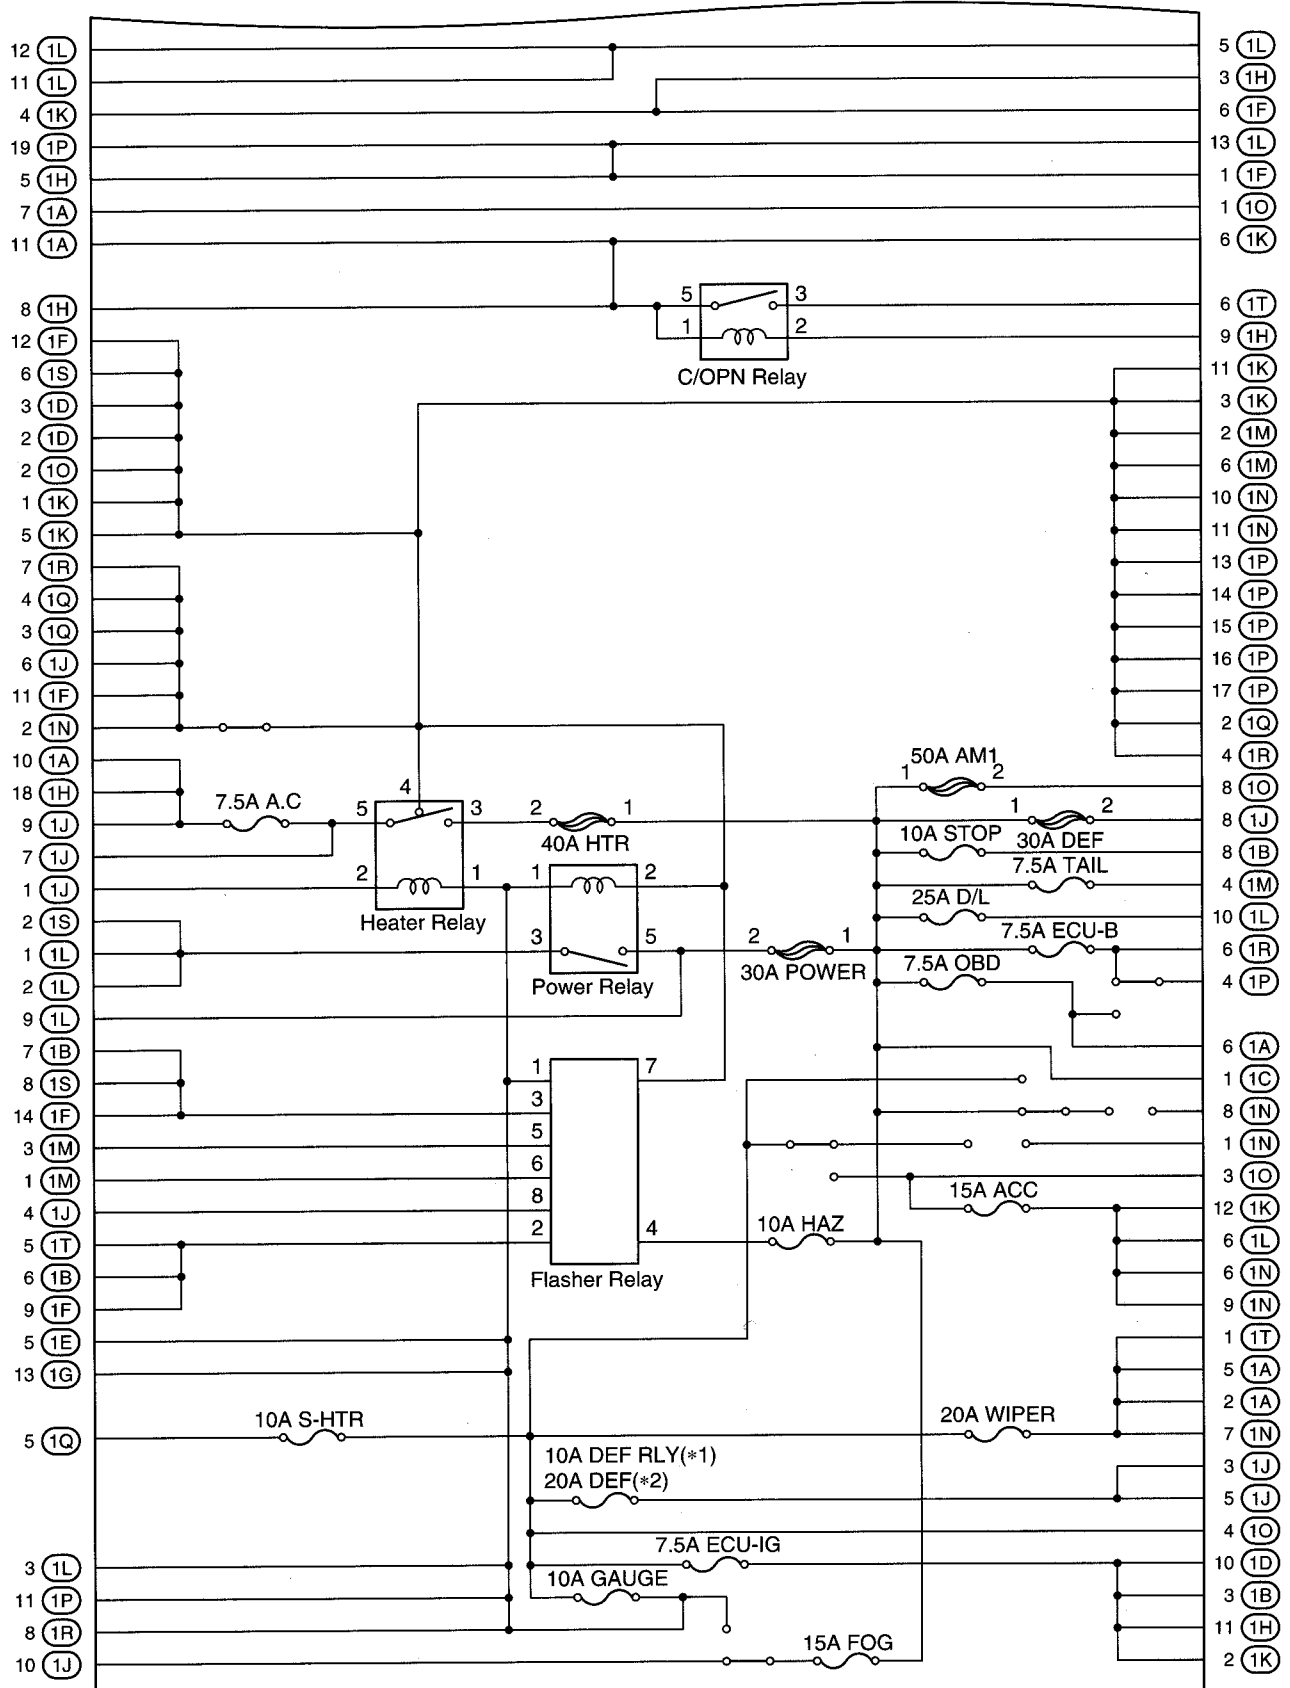 12 1L 5 1L
11 1L 3 1H
4 1K 6 1F
19 1P 13 1L
5 1H 1 1F
7 1A 1 1O
11 1A 6 1K
8 1H 5 3 6 1T
12 1F 1 2 9 1H
6 1S C/OPN Relay 11 1K
3 1D 3 1K
2 1D 2 1M
2 1O 6 1M
1 1K 10 1N
5 1K 11 1N
7 1R 13 1P
4 1Q 14 1P
3 1Q 15 1P
6 1J 16 1P
11 1F 17 1P
2 1N 2 1Q
10 1A 4 1R
50A AM1
18 1H 4 1 2 8 1O
7.5A A.C
9 1J 5 3 2 1 1 2 8 1J
40A HTR 10A STOP 30A DEF
7 1J 8 1B
7.5A TAIL
1 1J 2 1 1 2 4 1M
Heater Relay 25A D/L
2 1S 10 1L
7.5A ECU-B
1 1L 3 5 2 1 6 1R
30A POWER 7.5A OBD
2 1L Power Relay 4 1P
9 1L
7 1B 6 1A
8 1S 1 7 1 1C
14 1F 3 8 1N
3 1M 5 1 1N
1 1M 6 3 1O
15A ACC
4 1J 8 12 1K
10A HAZ
5 1T 2 4 6 1L
6 1B Flasher Relay 6 1N
9 1F 9 1N
5 1E 1 1T
13 1G 5 1A
2 1A
10A S-HTR 20A WIPER
5 1Q 7 1N
10A DEF RLY(*1) 3 1J
20A DEF(*2)
5 1J
4 1O
7.5A ECU-IG
3 1L 10 1D
10A GAUGE
11 1P 3 1B
8 1R 11 1H
15A FOG
10 1J 2 1K